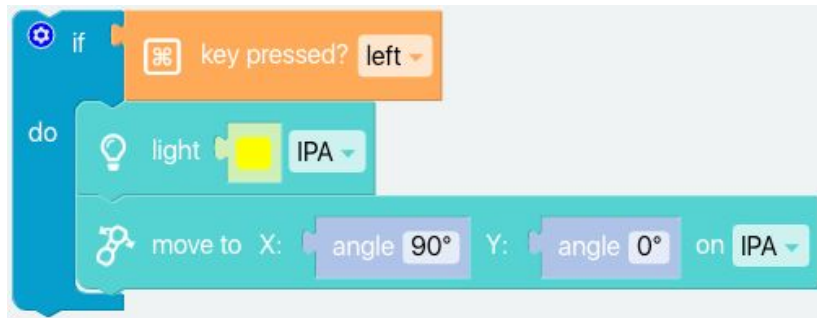 if ⌘ key pressed? left
do light IPA
move to X: angle 90° Y: angle 0° on IPA